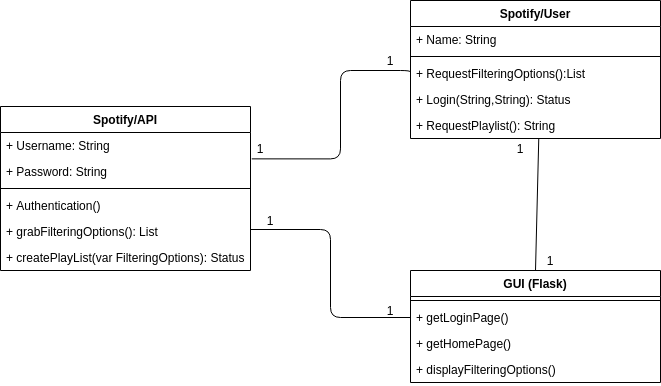 Spotify/User
+ Name: String
+ RequestFilteringOptions():List
+ Login(String,String): Status
+ RequestPlaylist(): String
1
1
Spotify/API
+ Username: String
+ Password: String
+ Authentication()
+ grabFilteringOptions(): List
+ createPlayList(var FilteringOptions): Status
1
1
1
1
GUI (Flask)
+ getLoginPage()
+ getHomePage()
+ displayFilteringOptions()